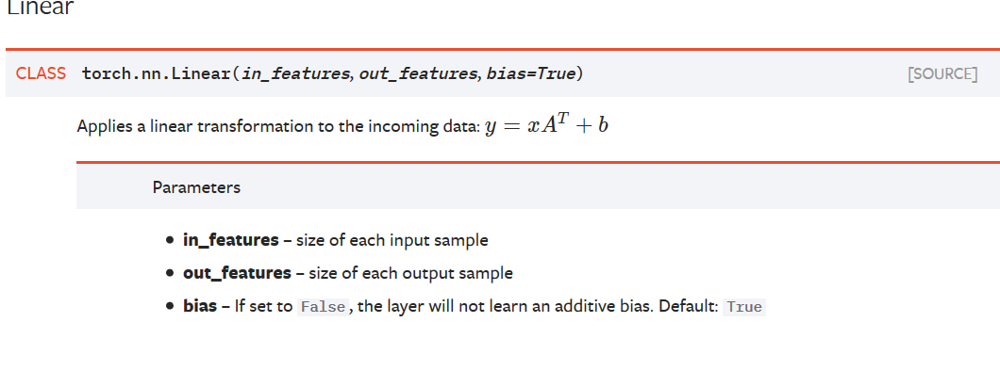 Linear
CLASS torch.nn.Linear(in_features, out_features, bias=True) [SOURCE]
Applies a linear transformation to the incoming data: y = xA^T + b
Parameters
• in_features – size of each input sample
• out_features – size of each output sample
• bias – If set to False, the layer will not learn an additive bias. Default: True